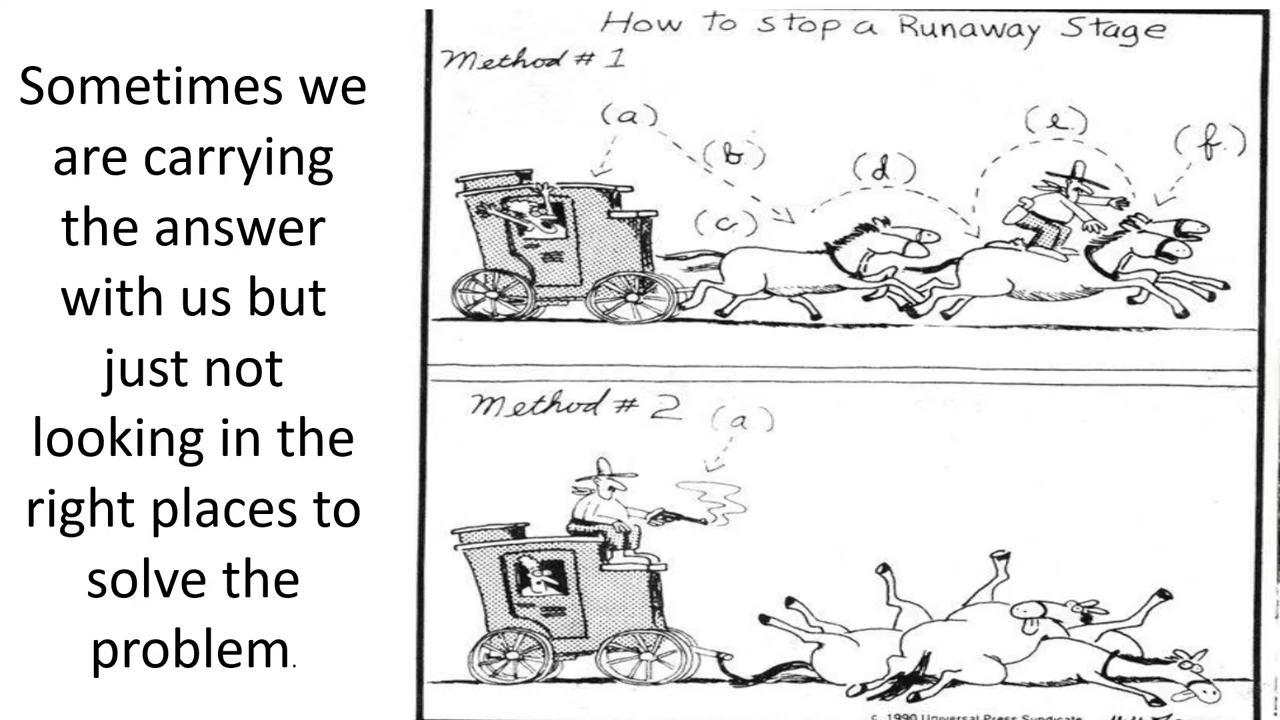 Sometimes we
are carrying
the answer
with us but
just not
looking in the
right places to
solve the
problem.
How to stop a Runaway Stage
Method # 1
(a)
(b)
(c)
(d)
(e)
(f)
Method # 2
(a)
c. 1990 Universal Press Syndicate